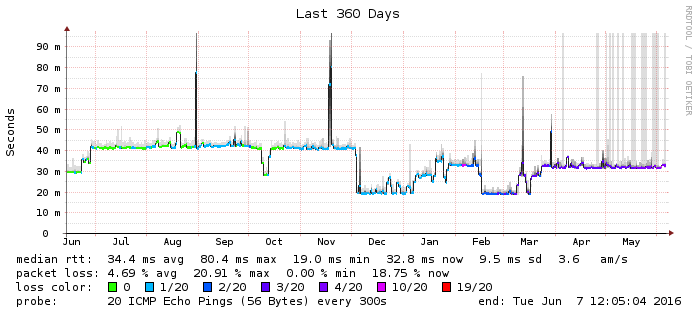 Last 360 Days
RRDTOOL / TOBI OETIKER
Seconds
90 m
80 m
70 m
60 m
50 m
40 m
30 m
20 m
10 m
0
Jun Jul Aug Sep Oct Nov Dec Jan Feb Mar Apr May
median rtt: 34.4 ms avg 80.4 ms max 19.0 ms min 32.8 ms now 9.5 ms sd 3.6 am/s
packet loss: 4.69 % avg 20.91 % max 0.00 % min 18.75 % now
loss color: 0 1/20 2/20 3/20 4/20 10/20 19/20
probe: 20 ICMP Echo Pings (56 Bytes) every 300s end: Tue Jun 7 12:05:04 2016